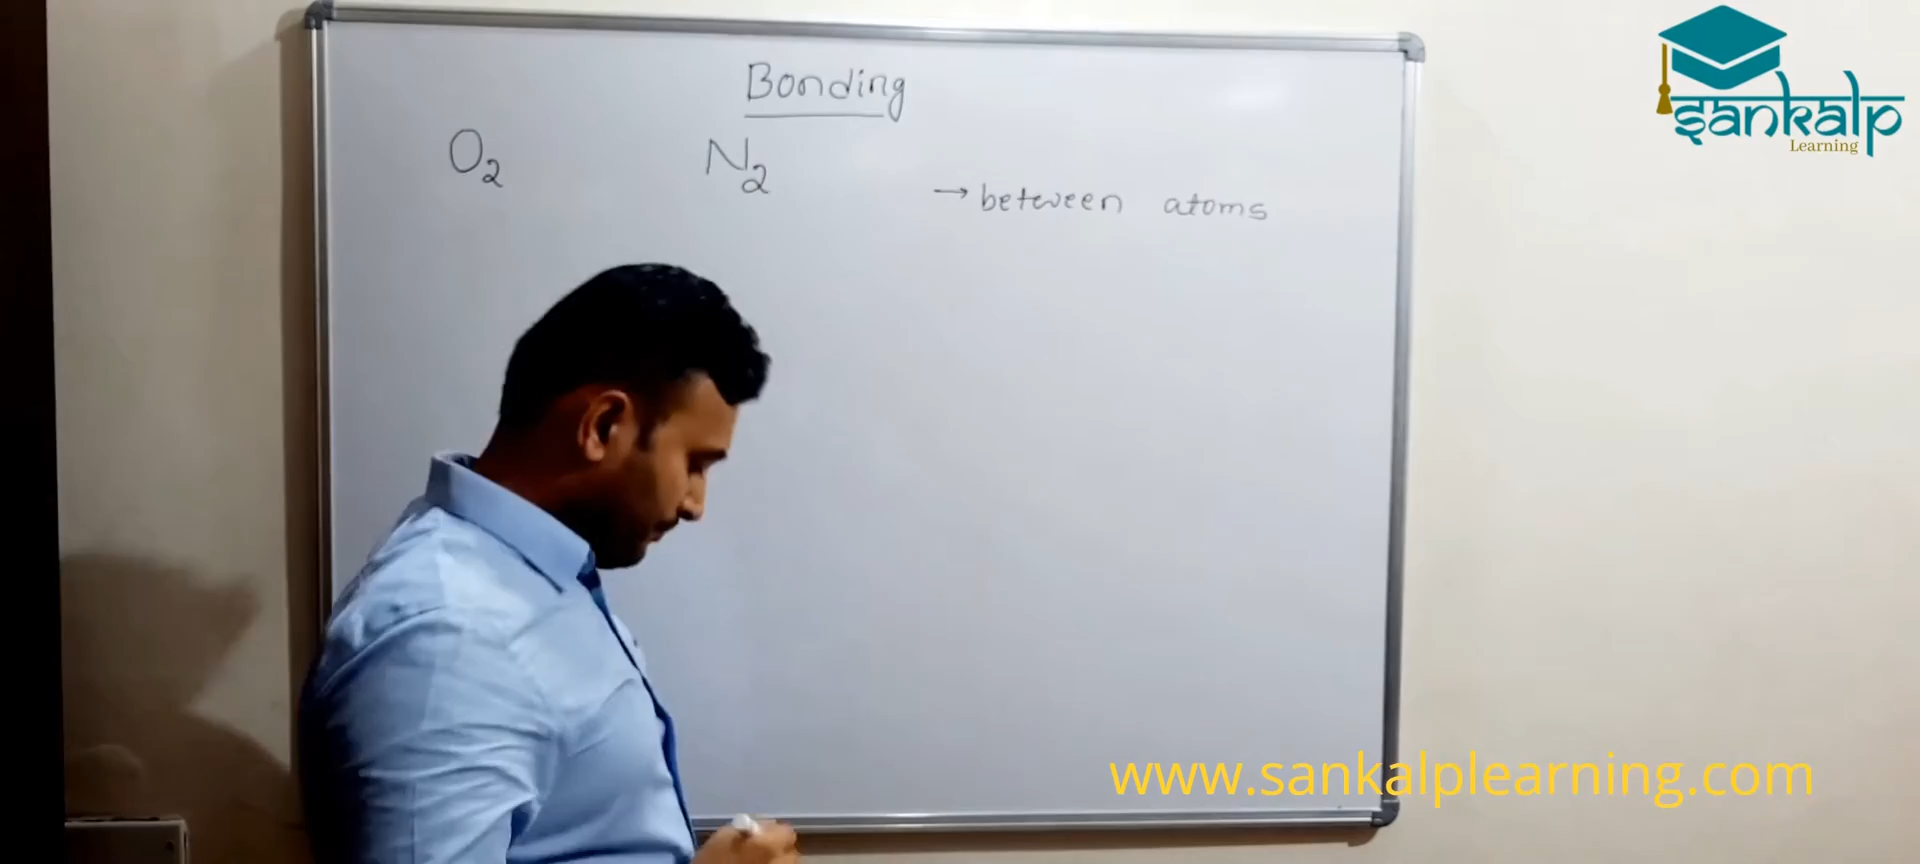 Bonding
O2
N2
→ between atoms
sankalp
Learning
www.sankalplearning.com